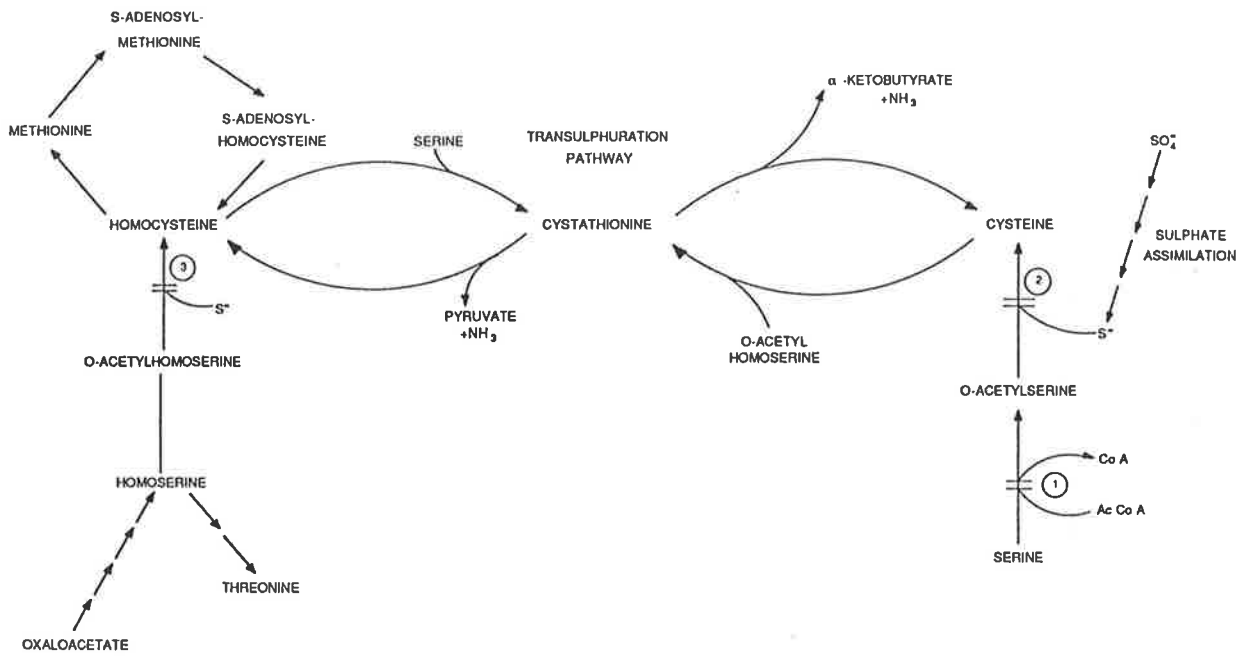 S-ADENOSYL-
METHIONINE
METHIONINE
S-ADENOSYL-
HOMOCYSTEINE
SERINE
TRANSULPHURATION
PATHWAY
α -KETOBUTYRATE
+NH₃
SO₄⁼
HOMOCYSTEINE
CYSTATHIONINE
CYSTEINE
SULPHATE
ASSIMILATION
3
S⁼
PYRUVATE
+NH₃
O-ACETYL
HOMOSERINE
2
S⁼
O-ACETYLHOMOSERINE
O-ACETYLSERINE
HOMOSERINE
Co A
1
Ac Co A
SERINE
THREONINE
OXALOACETATE